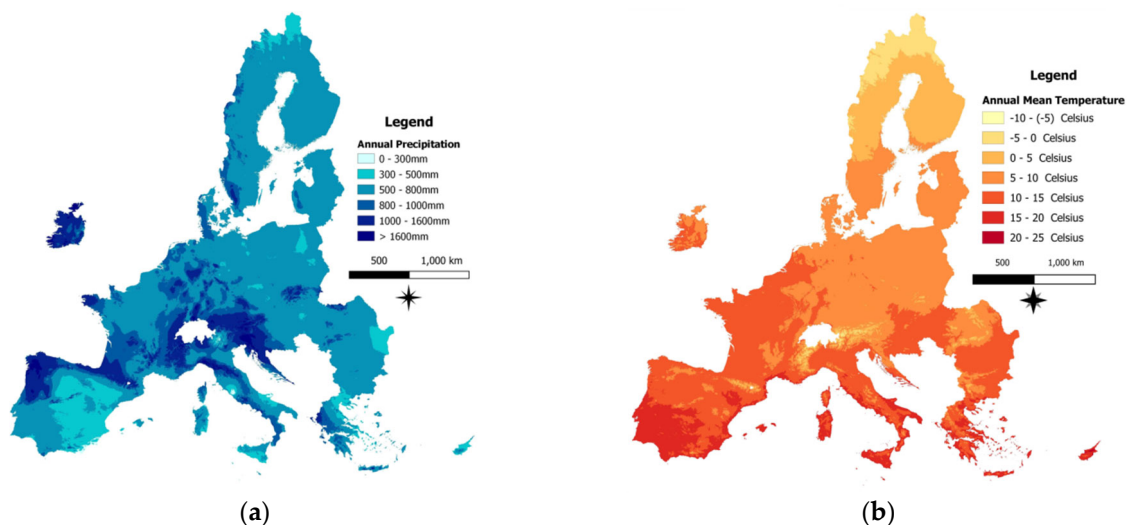 Legend
Annual Precipitation
0 - 300mm
300 - 500mm
500 - 800mm
800 - 1000mm
1000 - 1600mm
> 1600mm
500 1,000 km
(a)
Legend
Annual Mean Temperature
-10 - (-5) Celsius
-5 - 0 Celsius
0 - 5 Celsius
5 - 10 Celsius
10 - 15 Celsius
15 - 20 Celsius
20 - 25 Celsius
500 1,000 km
(b)